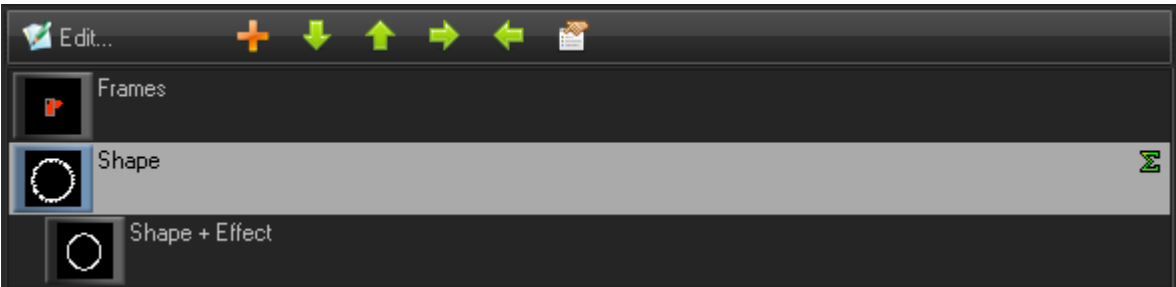 Edit...
Frames
Shape
Σ
Shape + Effect